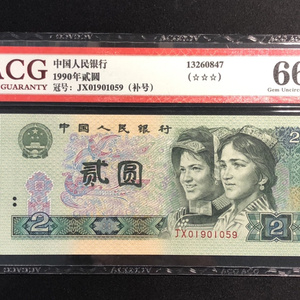 ACG
GUARANTY
中国人民银行
1990年贰圆
冠号: JX01901059 (补号)
13260847
(☆☆☆)
66
Gem Uncirc
中国人民银行
贰圆
JX01901059
2
2